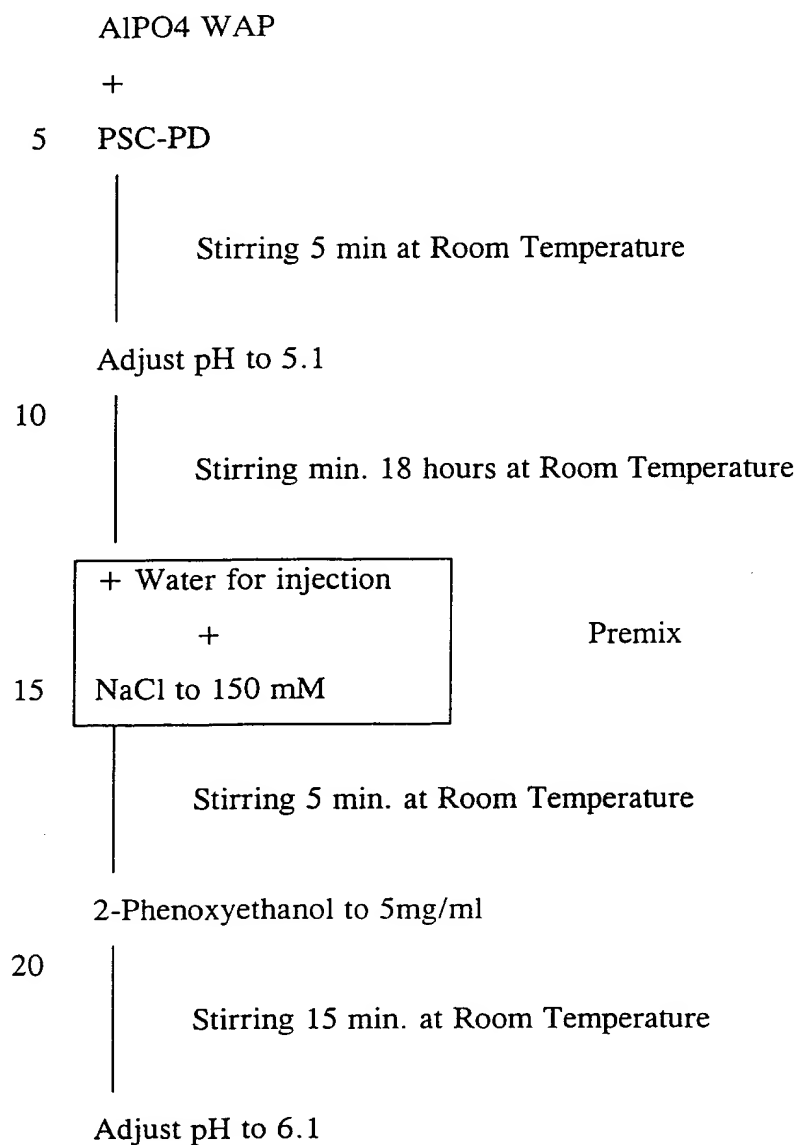 AlPO4 WAP
+
5 PSC-PD
Stirring 5 min at Room Temperature
Adjust pH to 5.1
10
Stirring min. 18 hours at Room Temperature
+ Water for injection
+ Premix
15 NaCl to 150 mM
Stirring 5 min. at Room Temperature
2-Phenoxyethanol to 5mg/ml
20
Stirring 15 min. at Room Temperature
Adjust pH to 6.1